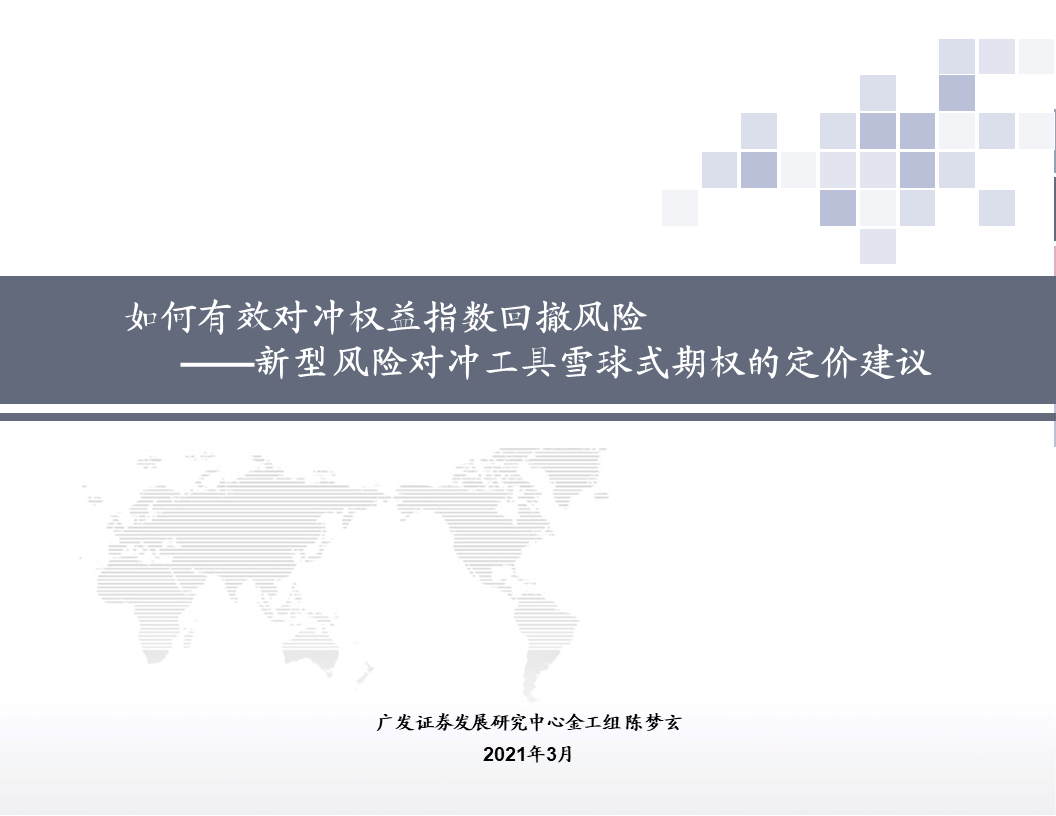 如何有效对冲权益指数回撤风险
——新型风险对冲工具雪球式期权的定价建议
广发证券发展研究中心金工组 陈梦玄
2021年3月